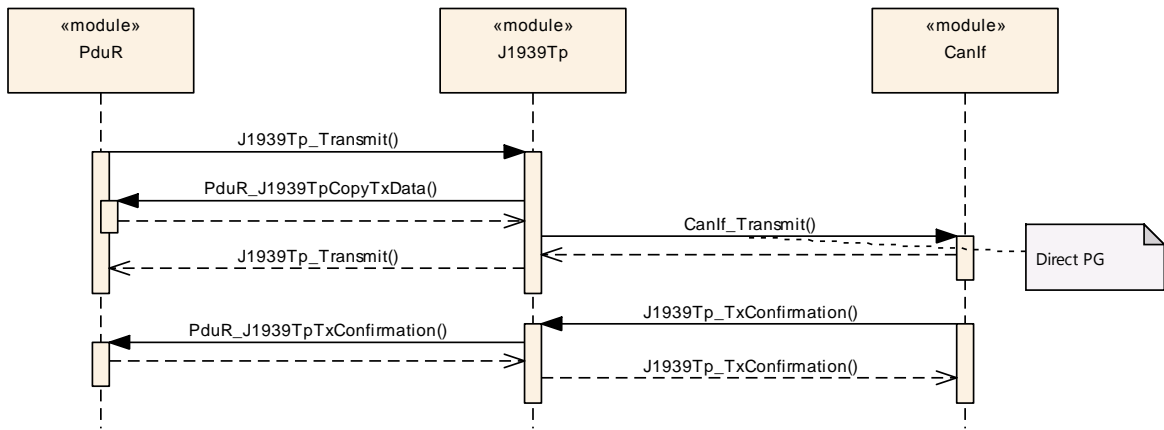 «module»
PduR
«module»
J1939Tp
«module»
CanIf
J1939Tp_Transmit()
PduR_J1939TpCopyTxData()
CanIf_Transmit()
Direct PG
J1939Tp_Transmit()
J1939Tp_TxConfirmation()
PduR_J1939TpTxConfirmation()
J1939Tp_TxConfirmation()